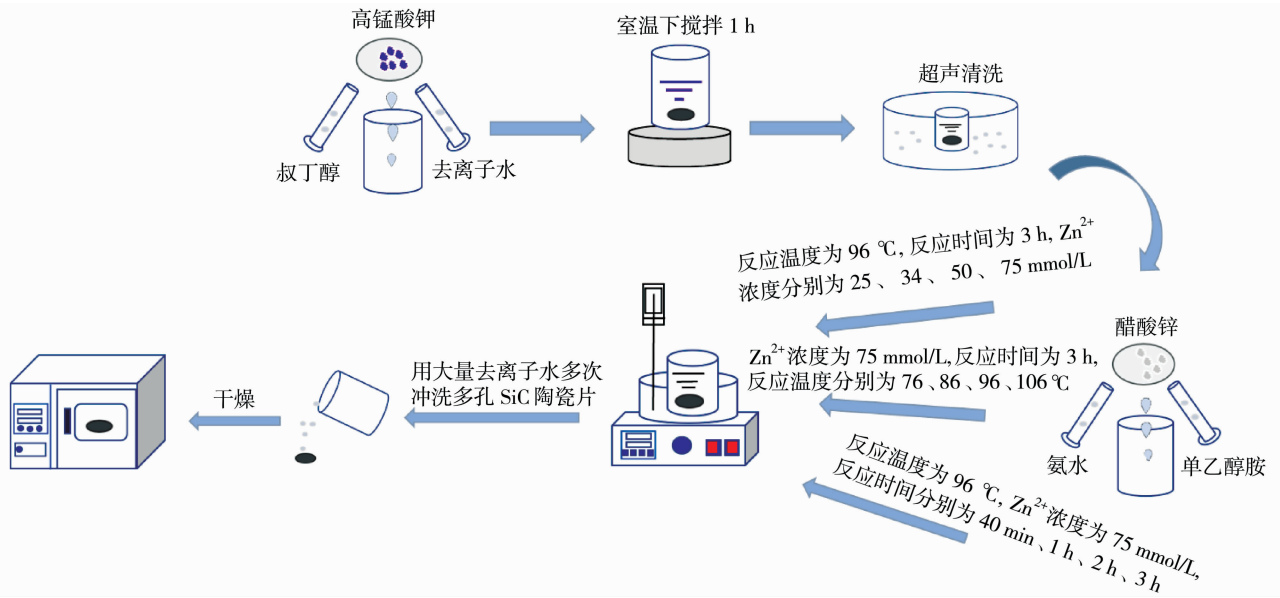 高锰酸钾
叔丁醇
去离子水
室温下搅拌 1 h
超声清洗
醋酸锌
氨水
单乙醇胺
反应温度为 96 ℃, 反应时间为 3 h, Zn²⁺
浓度分别为 25 、 34 、 50 、 75 mmol/L
Zn²⁺浓度为 75 mmol/L,反应时间为 3 h,
反应温度分别为 76、86、96、106℃
反应温度为 96 ℃, Zn²⁺浓度为 75 mmol/L,
反应时间分别为 40 min、1 h、2 h、3 h
用大量去离子水多次
冲洗多孔 SiC 陶瓷片
干燥